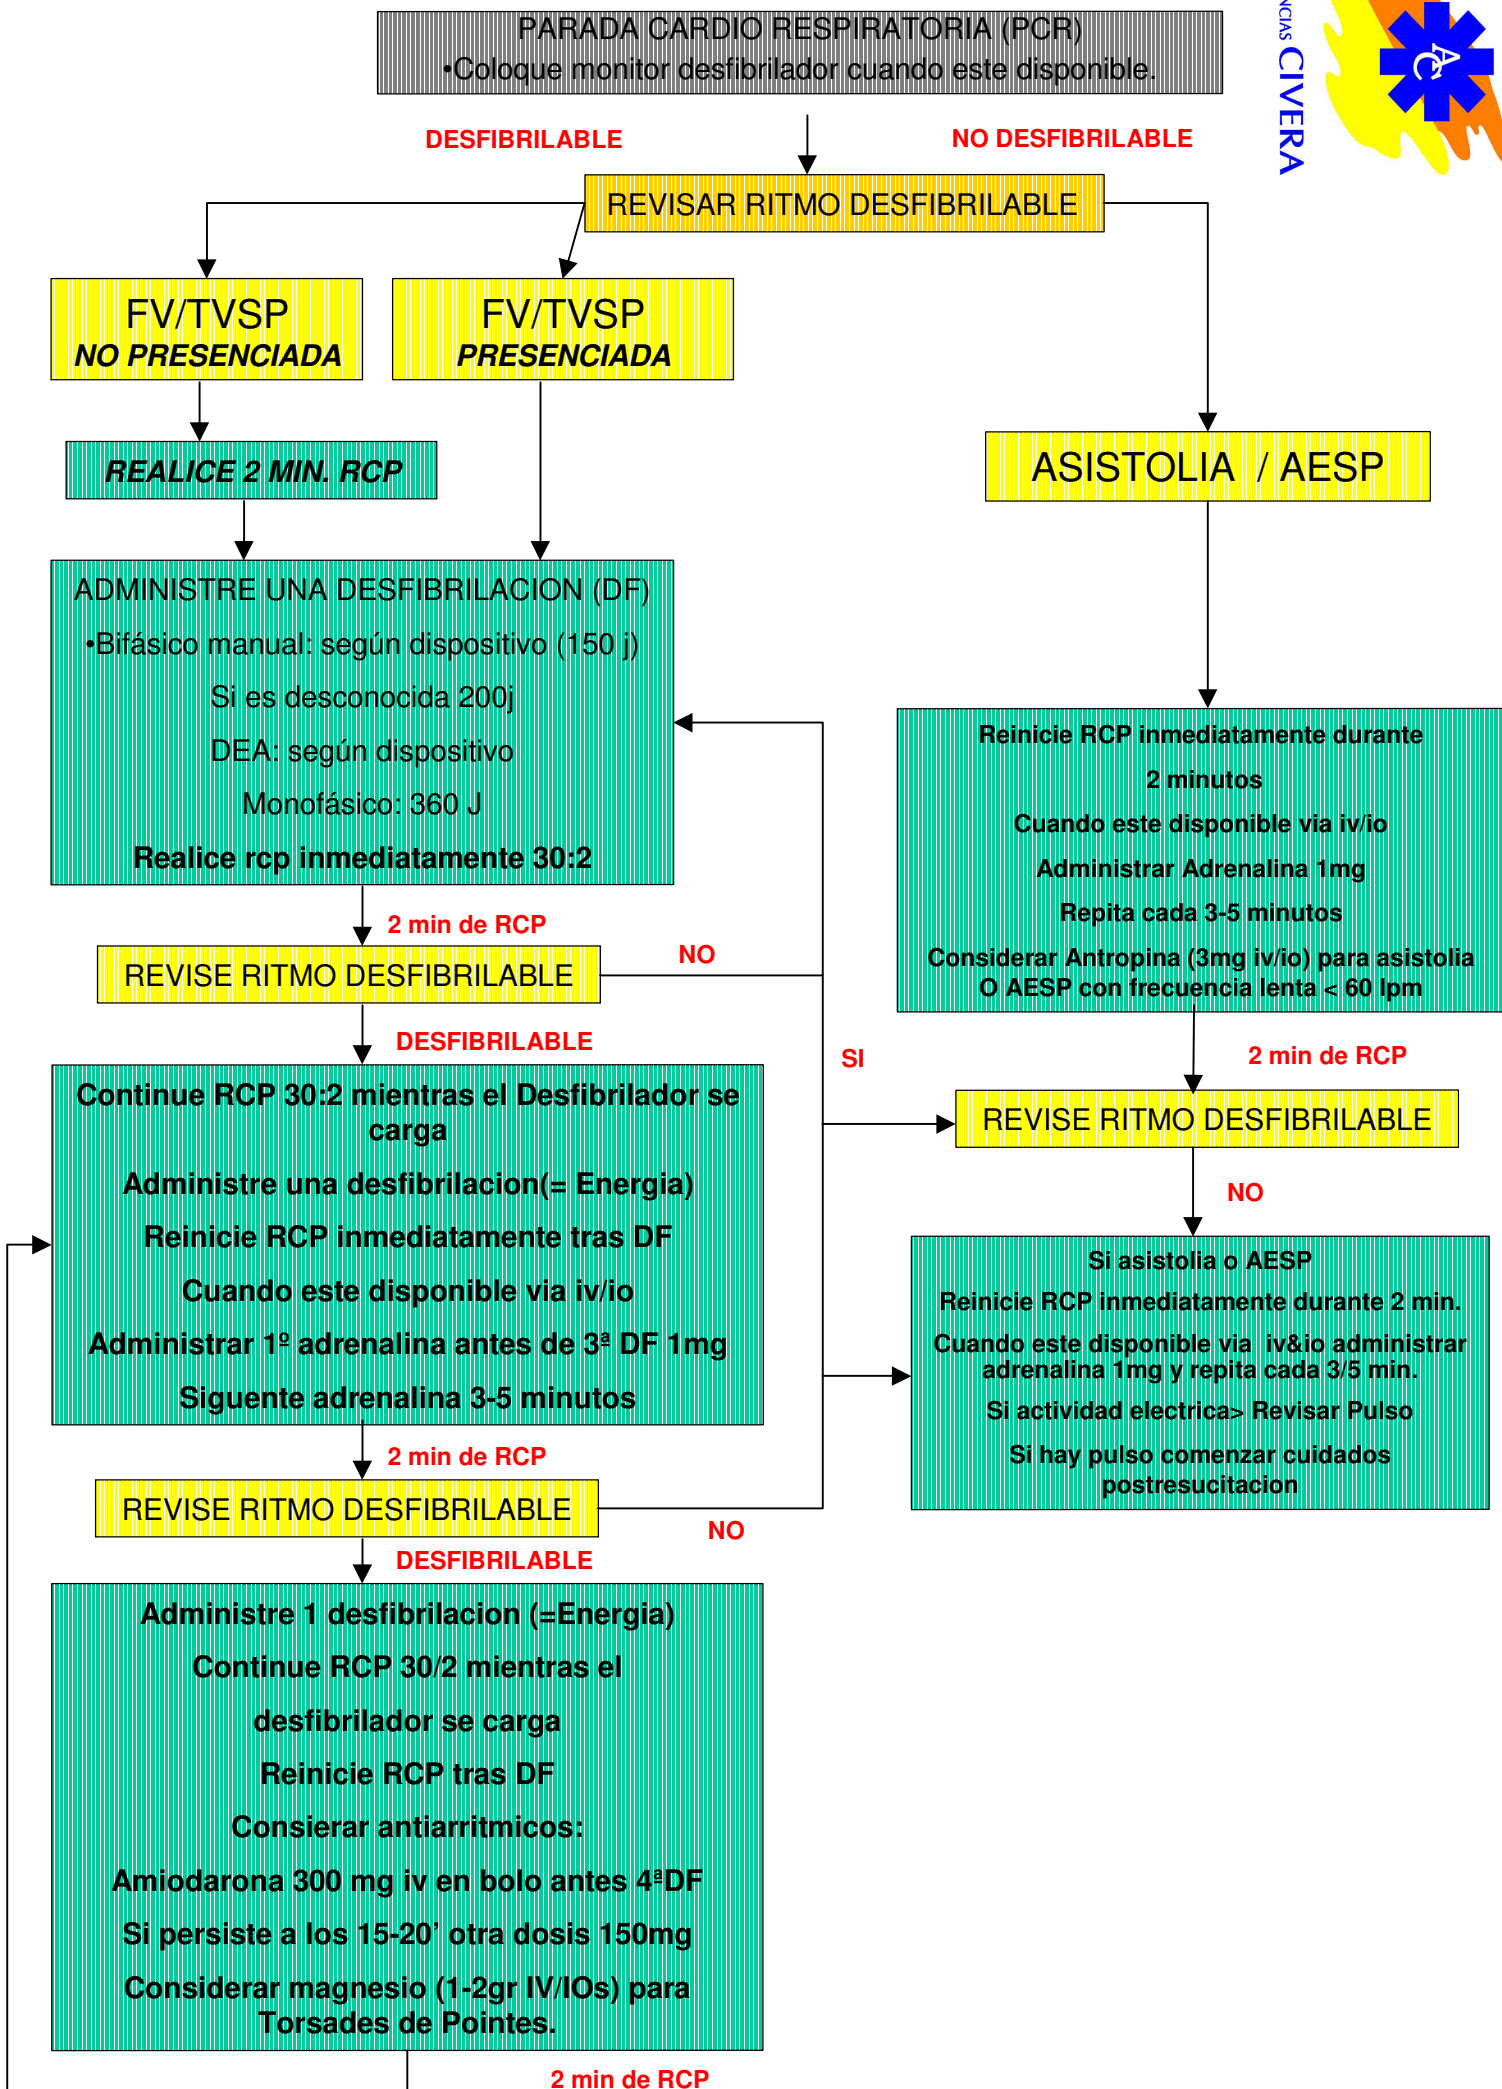 PARADA CARDIO RESPIRATORIA (PCR)
•Coloque monitor desfibrilador cuando este disponible.
CIVERA
AC
DESFIBRILABLE
NO DESFIBRILABLE
REVISAR RITMO DESFIBRILABLE
FV/TVSP
NO PRESENCIADA
FV/TVSP
PRESENCIADA
REALICE 2 MIN. RCP
ASISTOLIA / AESP
ADMINISTRE UNA DESFIBRILACION (DF)
•Bifásico manual: según dispositivo (150 j)
Si es desconocida 200j
DEA: según dispositivo
Monofásico: 360 J
Realice rcp inmediatamente 30:2
Reinicie RCP inmediatamente durante
2 minutos
Cuando este disponible via iv/io
Administrar Adrenalina 1mg
Repita cada 3-5 minutos
Considerar Antropina (3mg iv/io) para asistolia
O AESP con frecuencia lenta < 60 lpm
2 min de RCP
REVISE RITMO DESFIBRILABLE
NO
DESFIBRILABLE
SI
2 min de RCP
REVISE RITMO DESFIBRILABLE
NO
Continue RCP 30:2 mientras el Desfibrilador se
carga
Administre una desfibrilacion(= Energia)
Reinicie RCP inmediatamente tras DF
Cuando este disponible via iv/io
Administrar 1º adrenalina antes de 3ª DF 1mg
Siguente adrenalina 3-5 minutos
Si asistolia o AESP
Reinicie RCP inmediatamente durante 2 min.
Cuando este disponible via iv&io administrar
adrenalina 1mg y repita cada 3/5 min.
Si actividad electrica> Revisar Pulso
Si hay pulso comenzar cuidados
postresucitacion
2 min de RCP
REVISE RITMO DESFIBRILABLE
NO
DESFIBRILABLE
Administre 1 desfibrilacion (=Energia)
Continue RCP 30/2 mientras el
desfibrilador se carga
Reinicie RCP tras DF
Consierar antiarritmicos:
Amiodarona 300 mg iv en bolo antes 4ªDF
Si persiste a los 15-20’ otra dosis 150mg
Considerar magnesio (1-2gr IV/IOs) para
Torsades de Pointes.
2 min de RCP